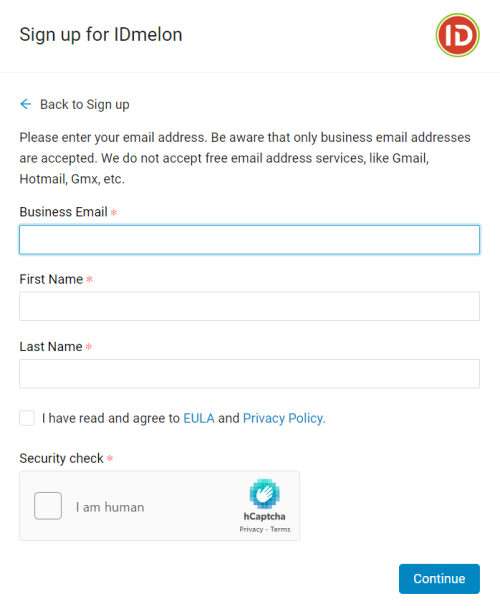 Sign up for IDmelon
ID
Back to Sign up
Please enter your email address. Be aware that only business email addresses
are accepted. We do not accept free email address services, like Gmail,
Hotmail, Gmx, etc.
Business Email *
First Name *
Last Name *
I have read and agree to EULA and Privacy Policy.
Security check *
I am human
hCaptcha
Privacy - Terms
Continue